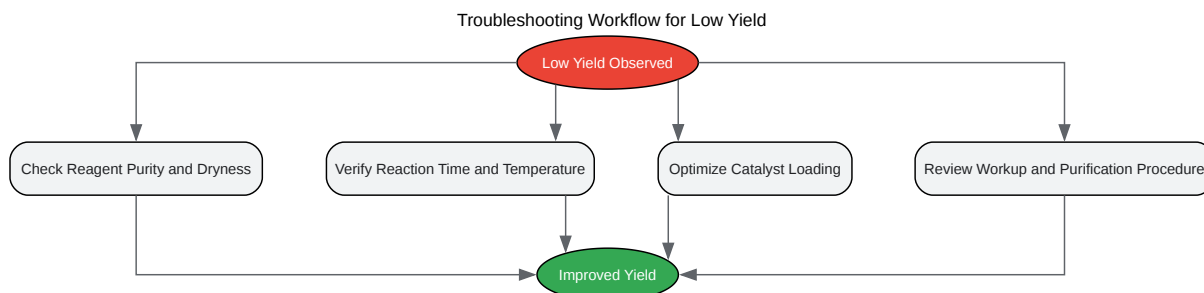 Troubleshooting Workflow for Low Yield
Low Yield Observed
Check Reagent Purity and Dryness
Verify Reaction Time and Temperature
Optimize Catalyst Loading
Review Workup and Purification Procedure
Improved Yield